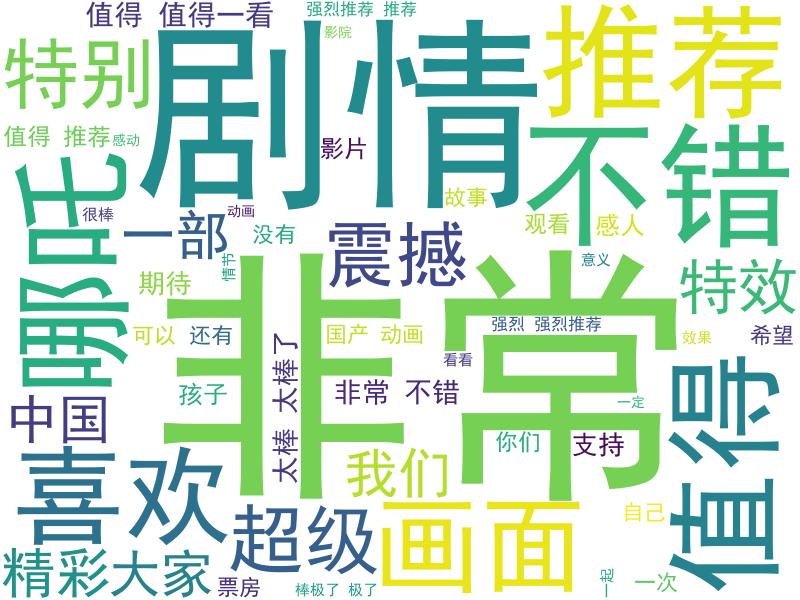 值得 值得一看
强烈推荐 推荐
影院
剧情
推荐
特别
值得 推荐
感动
影片
不错
哪吒
很棒
动画
一部
故事
观看
感人
没有
震撼
情节
意义
特效
期待
非常
可以
还有
国产 动画
强烈 强烈推荐
效果
希望
太棒 太棒了
看看
值得
孩子
非常 不错
一定
中国
你们
支持
喜欢
我们
超级
画面
自己
精彩
大家
票房
棒极了 极了
一起
一次